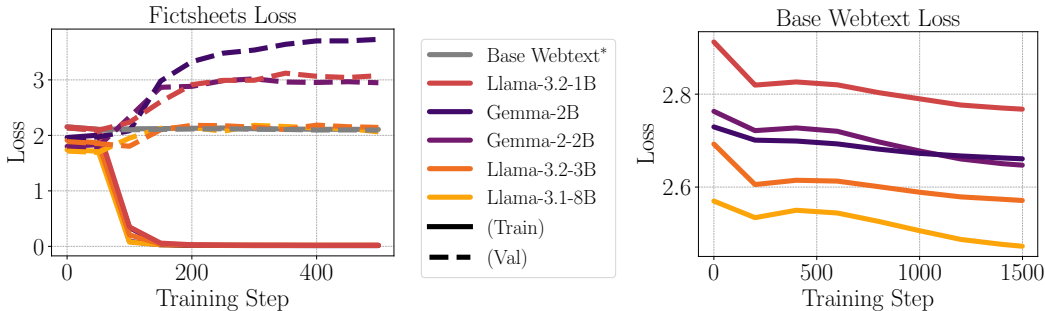 Fictsheets Loss
3
2
1
0
Loss
0
200
400
Training Step
Base Webtext*
Llama-3.2-1B
Gemma-2B
Gemma-2-2B
Llama-3.2-3B
Llama-3.1-8B
(Train)
(Val)
Base Webtext Loss
2.8
2.6
Loss
0
500
1000
1500
Training Step